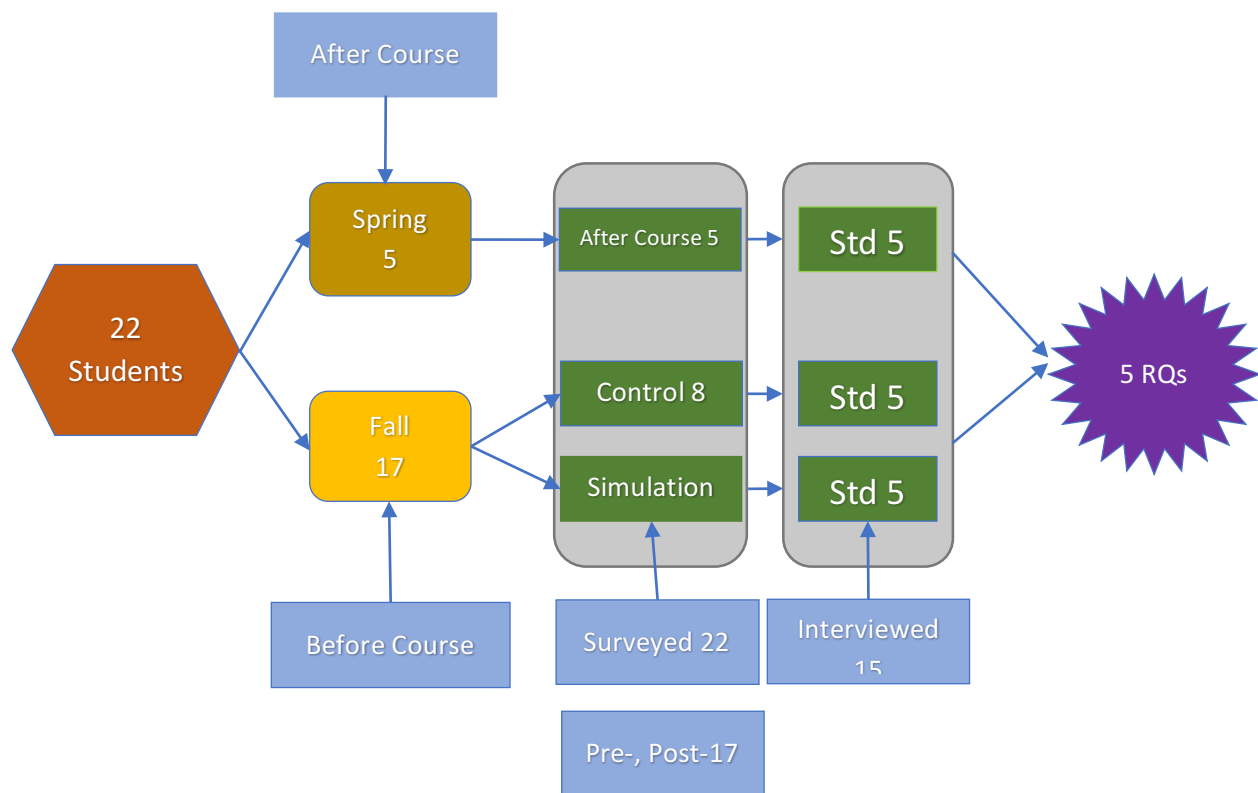 After Course
Spring
5
After Course 5
Std 5
22
Students
5 RQs
Control 8
Std 5
Fall
17
Simulation
Std 5
Before Course
Surveyed 22
Interviewed
15
Pre-, Post-17